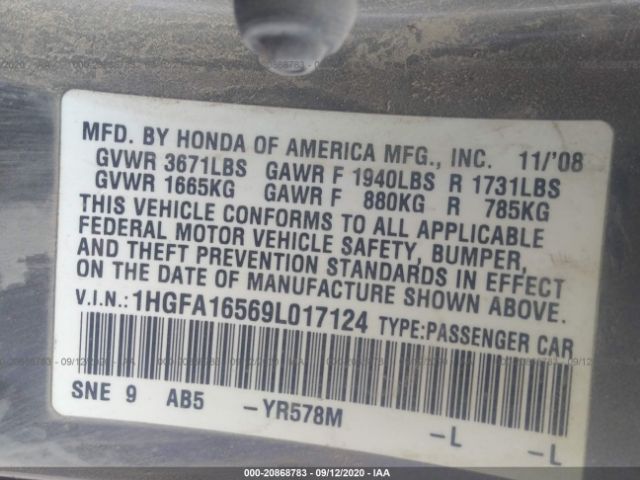 MFD. BY HONDA OF AMERICA MFG., INC. 11/'08
GVWR 3671LBS GAWR F 1940LBS R 1731LBS
GVWR 1665KG GAWR F 880KG R 785KG
THIS VEHICLE CONFORMS TO ALL APPLICABLE
FEDERAL MOTOR VEHICLE SAFETY, BUMPER,
AND THEFT PREVENTION STANDARDS IN EFFECT
ON THE DATE OF MANUFACTURE SHOWN ABOVE.
V.I.N.:1HGFA16569L017124 TYPE:PASSENGER CAR
SNE 9 AB5 -YR578M -L -L
000-20868783 - 09/12/2020 - IAA